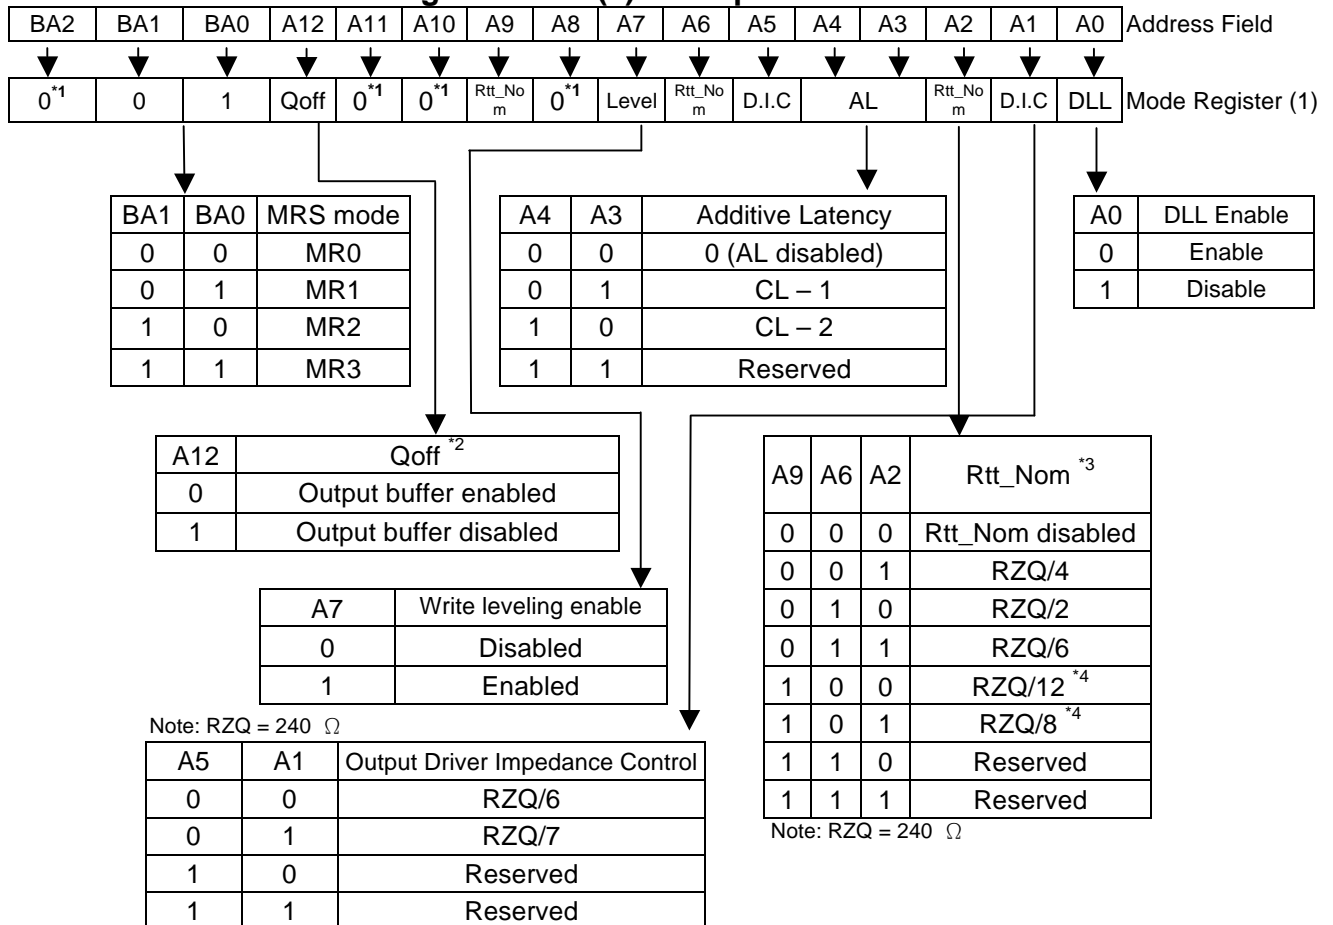 BA2 BA1 BA0 A12 A11 A10 A9 A8 A7 A6 A5 A4 A3 A2 A1 A0 Address Field
0*1 0 1 Qoff 0*1 0*1 Rtt_No m 0*1 Level Rtt_No m D.I.C AL Rtt_No m D.I.C DLL Mode Register (1)
BA1 BA0 MRS mode
0 0 MR0
0 1 MR1
1 0 MR2
1 1 MR3
A4 A3 Additive Latency
0 0 0 (AL disabled)
0 1 CL – 1
1 0 CL – 2
1 1 Reserved
A0 DLL Enable
0 Enable
1 Disable
A12 Qoff *2
0 Output buffer enabled
1 Output buffer disabled
A9 A6 A2 Rtt_Nom *3
0 0 0 Rtt_Nom disabled
0 0 1 RZQ/4
0 1 0 RZQ/2
0 1 1 RZQ/6
1 0 0 RZQ/12 *4
1 0 1 RZQ/8 *4
1 1 0 Reserved
1 1 1 Reserved
Note: RZQ = 240 Ω
A7 Write leveling enable
0 Disabled
1 Enabled
Note: RZQ = 240 Ω
A5 A1 Output Driver Impedance Control
0 0 RZQ/6
0 1 RZQ/7
1 0 Reserved
1 1 Reserved